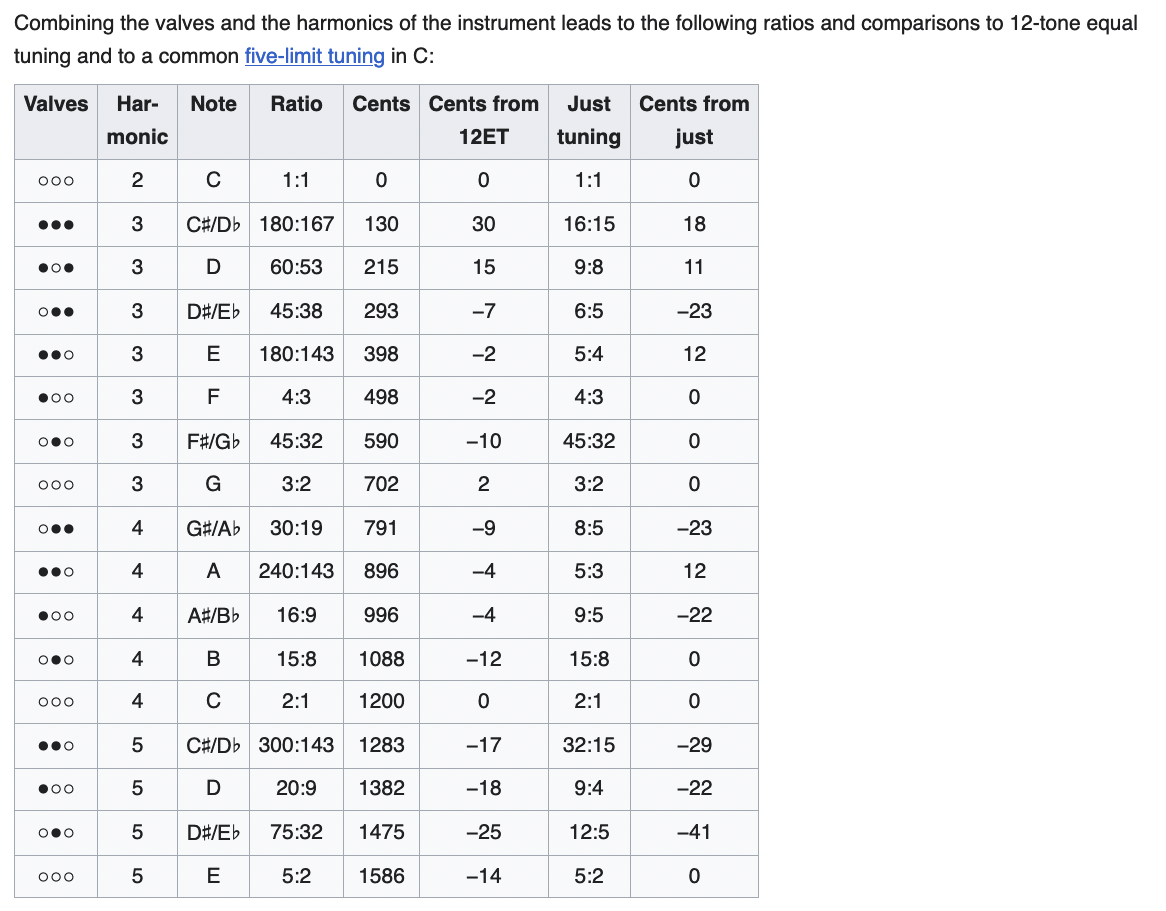 Combining the valves and the harmonics of the instrument leads to the following ratios and comparisons to 12-tone equal
tuning and to a common five-limit tuning in C:
Valves Har-monic Note Ratio Cents Cents from 12ET Just tuning Cents from just
○○○ 2 C 1:1 0 0 1:1 0
●●● 3 C♯/D♭ 180:167 130 30 16:15 18
●○● 3 D 60:53 215 15 9:8 11
○●● 3 D♯/E♭ 45:38 293 −7 6:5 −23
●●○ 3 E 180:143 398 −2 5:4 12
●○○ 3 F 4:3 498 −2 4:3 0
○●○ 3 F♯/G♭ 45:32 590 −10 45:32 0
○○○ 3 G 3:2 702 2 3:2 0
○●● 4 G♯/A♭ 30:19 791 −9 8:5 −23
●●○ 4 A 240:143 896 −4 5:3 12
●○○ 4 A♯/B♭ 16:9 996 −4 9:5 −22
○●○ 4 B 15:8 1088 −12 15:8 0
○○○ 4 C 2:1 1200 0 2:1 0
●●○ 5 C♯/D♭ 300:143 1283 −17 32:15 −29
●○○ 5 D 20:9 1382 −18 9:4 −22
○●○ 5 D♯/E♭ 75:32 1475 −25 12:5 −41
○○○ 5 E 5:2 1586 −14 5:2 0